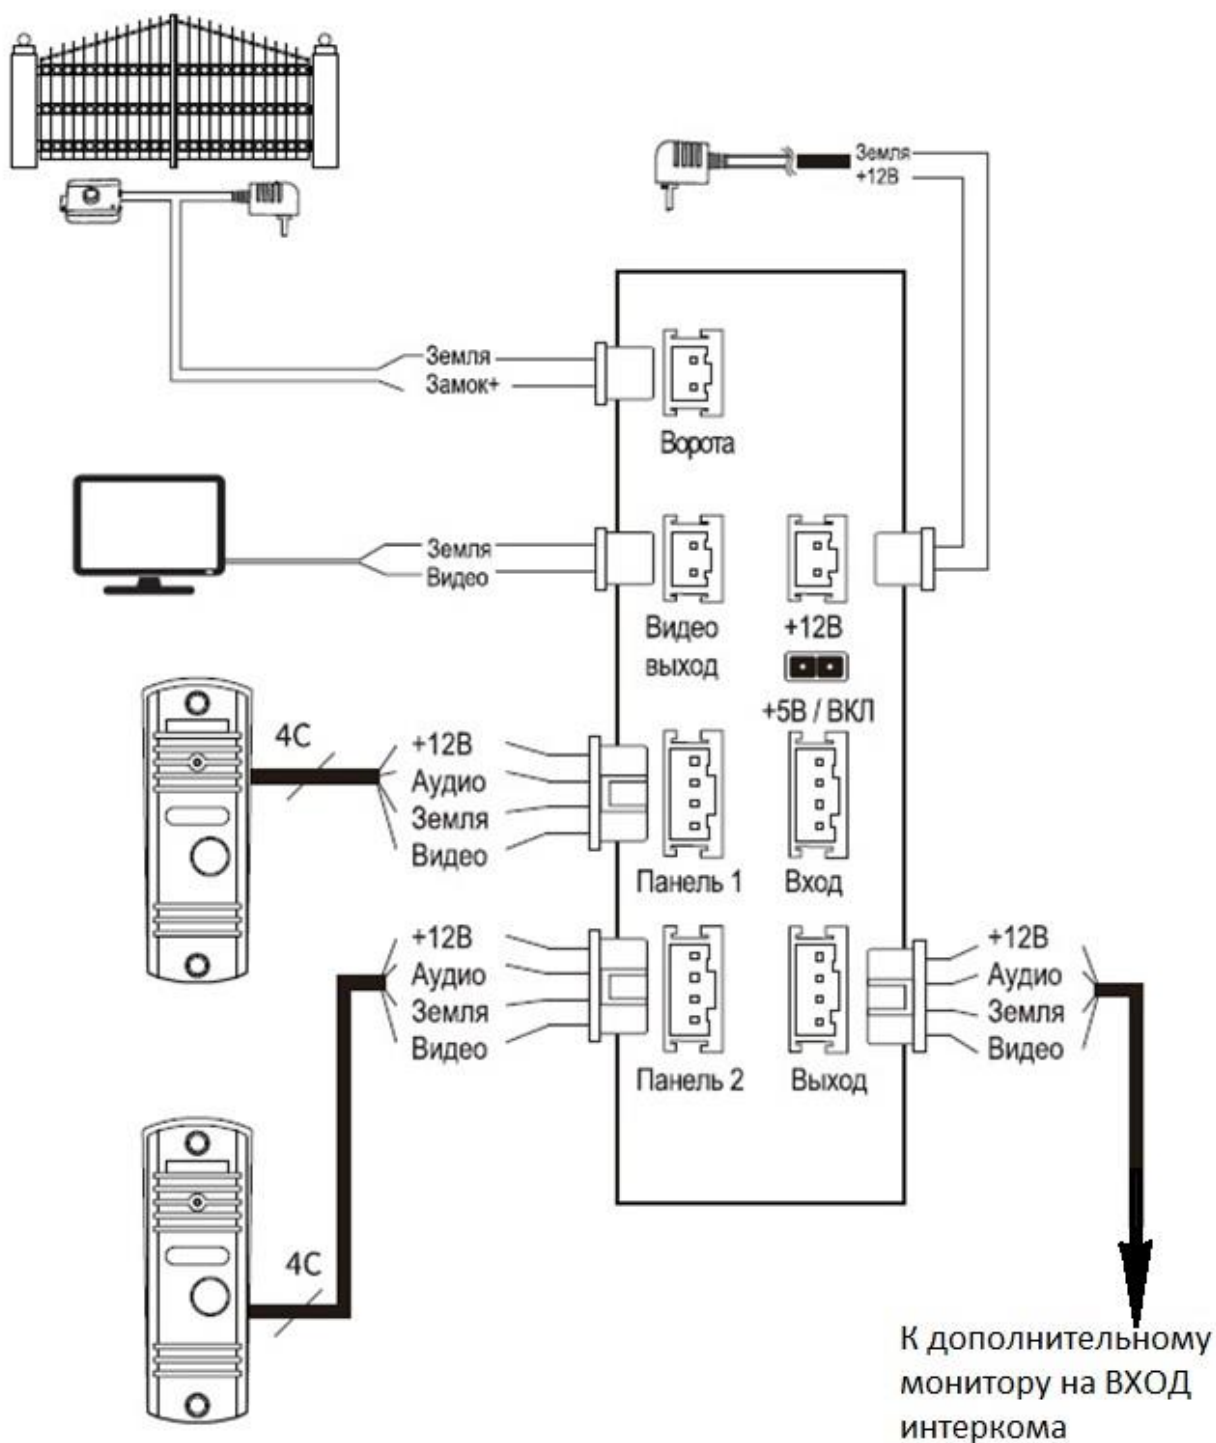 Земля
+12В
Земля
Замок+
Ворота
Земля
Видео
Видео
выход
+12В
+5В / ВКЛ
4С
+12В
Аудио
Земля
Видео
Панель 1
Вход
+12В
Аудио
Земля
Видео
Панель 2
Выход
+12В
Аудио
Земля
Видео
4С
К дополнительному
монитору на ВХОД
интеркома